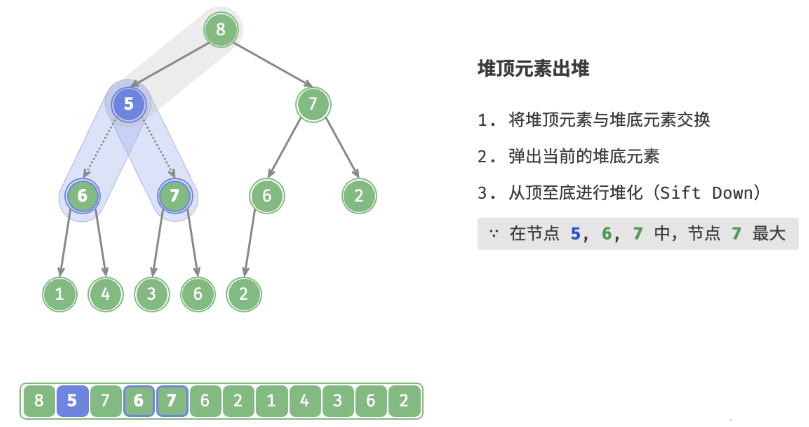 8
堆顶元素出堆
5
7
1. 将堆顶元素与堆底元素交换
2. 弹出当前的堆底元素
6
7
6
2
3. 从顶至底进行堆化（Sift Down）
∵ 在节点 5, 6, 7 中，节点 7 最大
1
4
3
6
2
8 5 7 6 7 6 2 1 4 3 6 2